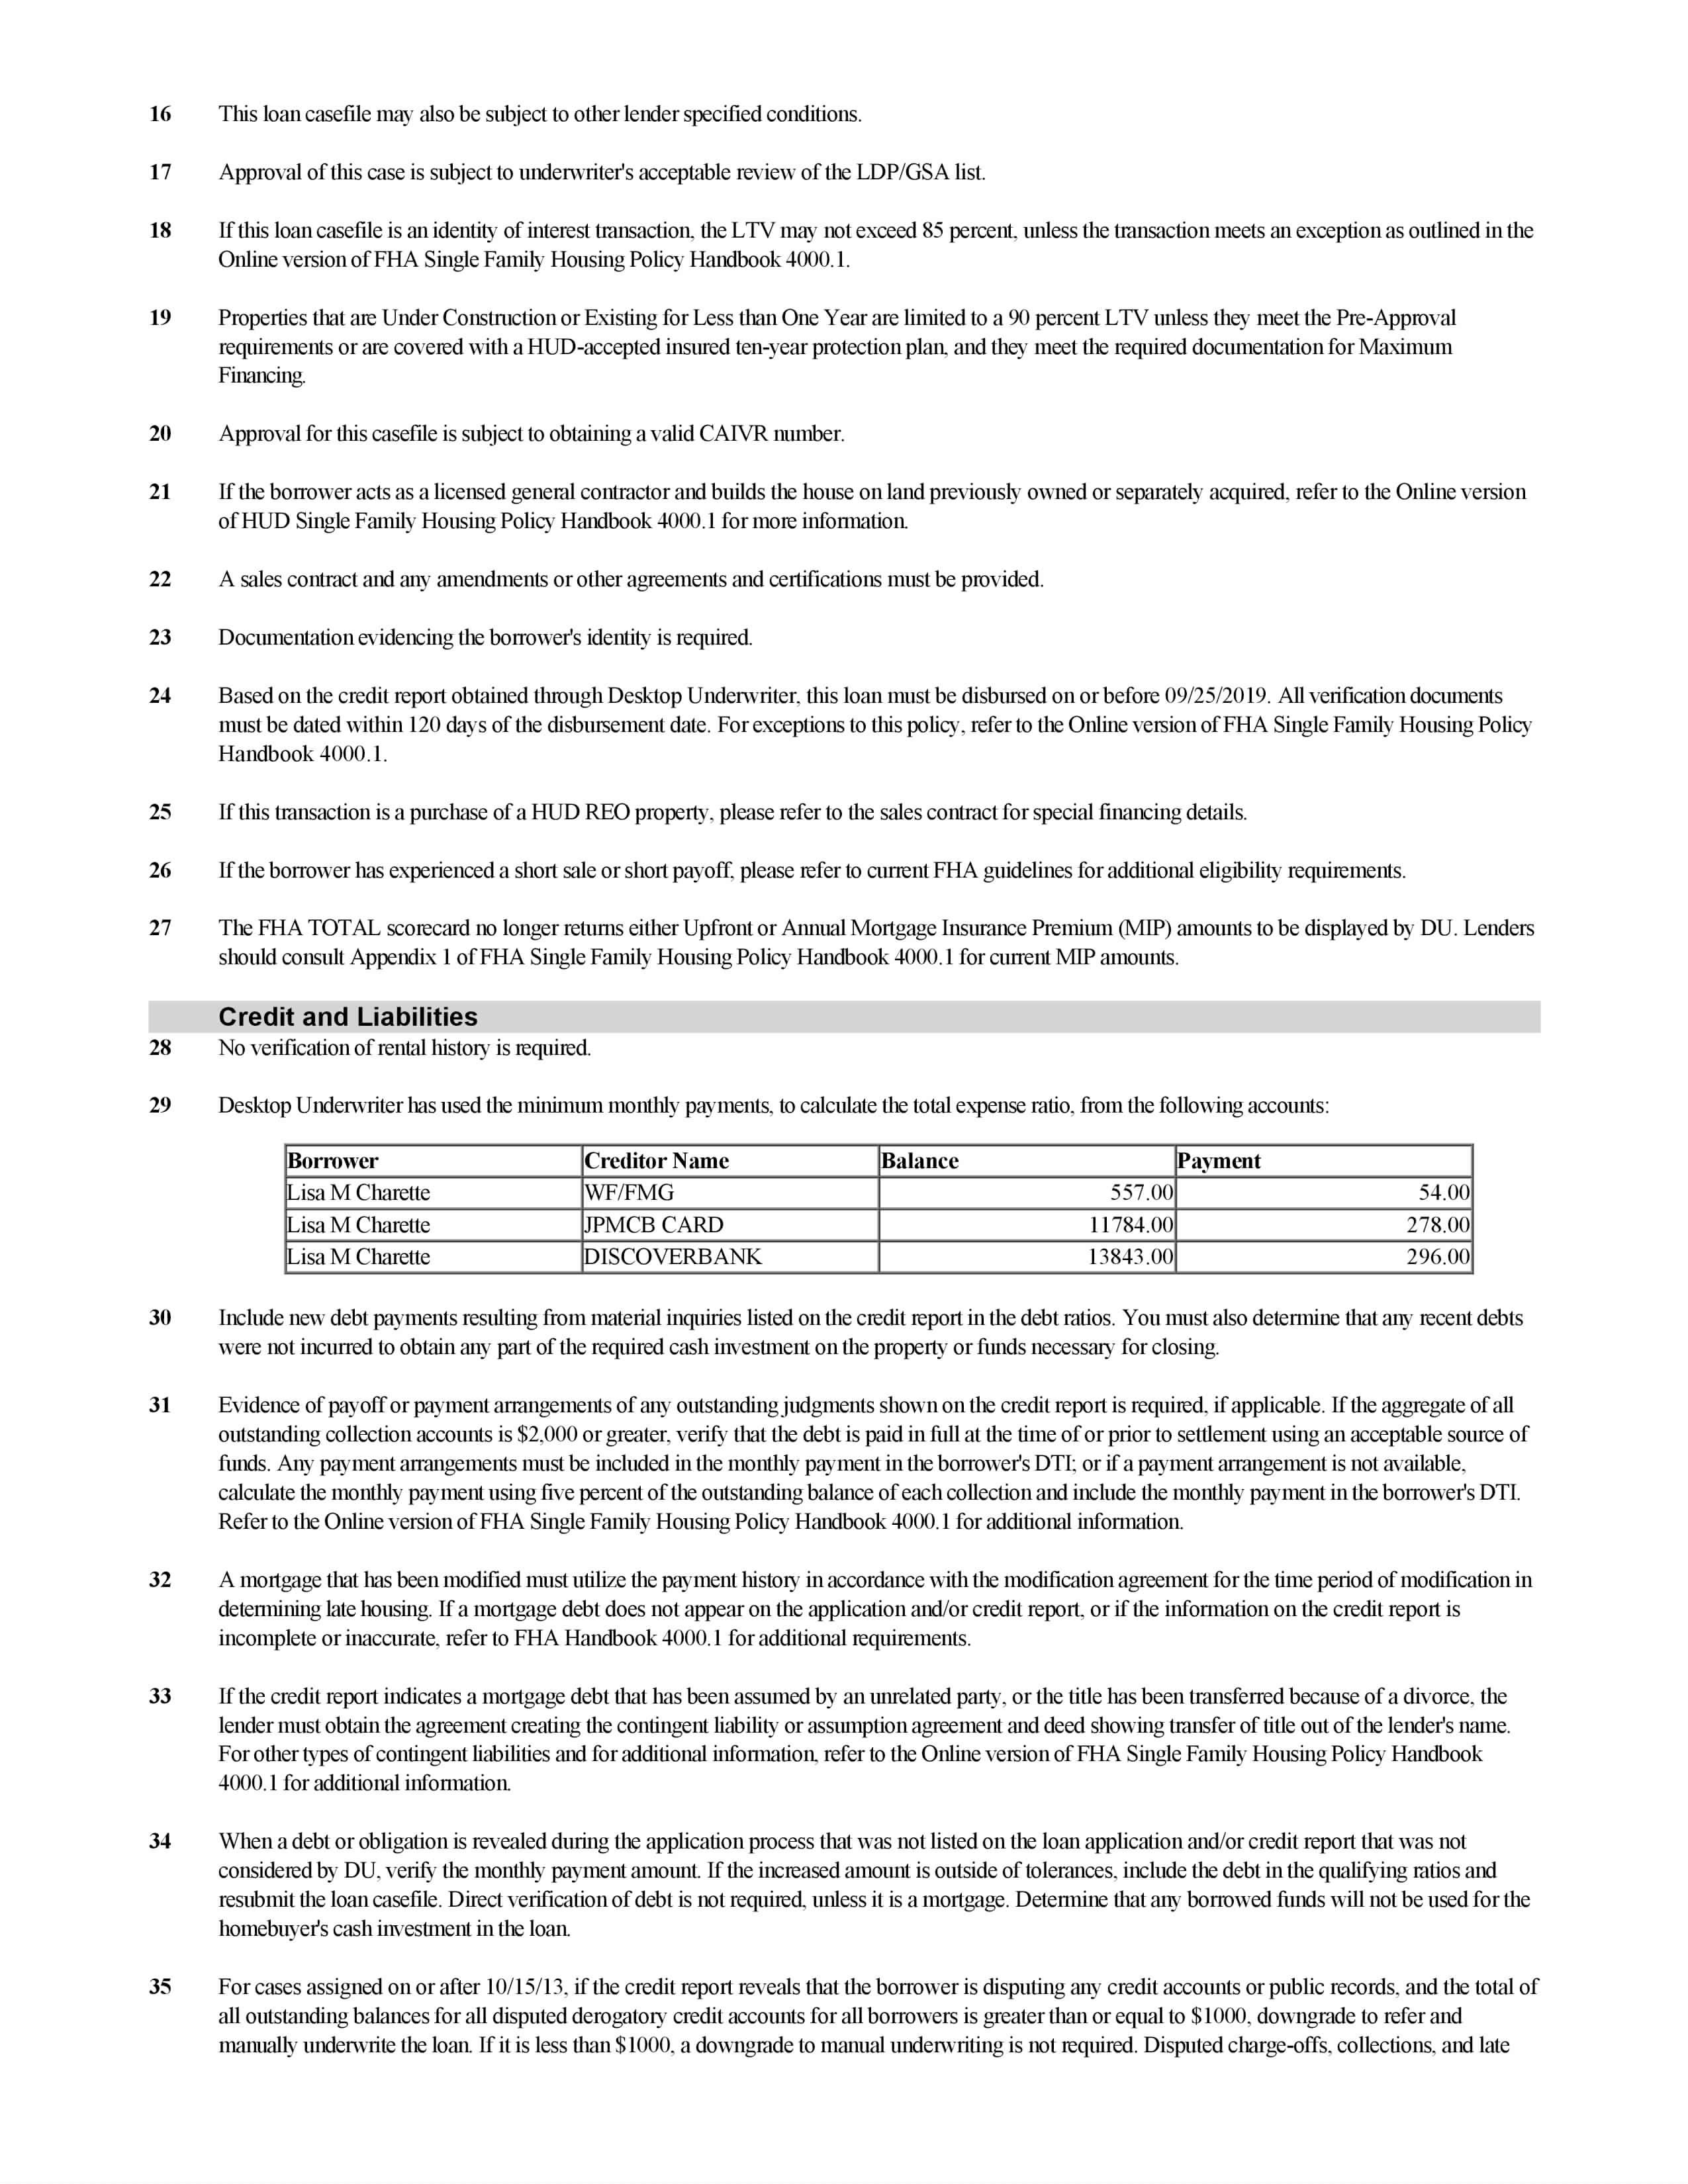 16 This loan casefile may also be subject to other lender specified conditions.
17 Approval of this case is subject to underwriter's acceptable review of the LDP/GSA list.
18 If this loan casefile is an identity of interest transaction, the LTV may not exceed 85 percent, unless the transaction meets an exception as outlined in the
Online version of FHA Single Family Housing Policy Handbook 4000.1.
19 Properties that are Under Construction or Existing for Less than One Year are limited to a 90 percent LTV unless they meet the Pre-Approval
requirements or are covered with a HUD-accepted insured ten-year protection plan, and they meet the required documentation for Maximum
Financing.
20 Approval for this casefile is subject to obtaining a valid CAIVR number.
21 If the borrower acts as a licensed general contractor and builds the house on land previously owned or separately acquired, refer to the Online version
of HUD Single Family Housing Policy Handbook 4000.1 for more information.
22 A sales contract and any amendments or other agreements and certifications must be provided.
23 Documentation evidencing the borrower's identity is required.
24 Based on the credit report obtained through Desktop Underwriter, this loan must be disbursed on or before 09/25/2019. All verification documents
must be dated within 120 days of the disbursement date. For exceptions to this policy, refer to the Online version of FHA Single Family Housing Policy
Handbook 4000.1.
25 If this transaction is a purchase of a HUD REO property, please refer to the sales contract for special financing details.
26 If the borrower has experienced a short sale or short payoff, please refer to current FHA guidelines for additional eligibility requirements.
27 The FHA TOTAL scorecard no longer returns either Upfront or Annual Mortgage Insurance Premium (MIP) amounts to be displayed by DU. Lenders
should consult Appendix 1 of FHA Single Family Housing Policy Handbook 4000.1 for current MIP amounts.
Credit and Liabilities
28 No verification of rental history is required.
29 Desktop Underwriter has used the minimum monthly payments, to calculate the total expense ratio, from the following accounts:
Borrower Creditor Name Balance Payment
Lisa M Charette WF/FMG 557.00 54.00
Lisa M Charette JPMCB CARD 11784.00 278.00
Lisa M Charette DISCOVERBANK 13843.00 296.00
30 Include new debt payments resulting from material inquiries listed on the credit report in the debt ratios. You must also determine that any recent debts
were not incurred to obtain any part of the required cash investment on the property or funds necessary for closing.
31 Evidence of payoff or payment arrangements of any outstanding judgments shown on the credit report is required, if applicable. If the aggregate of all
outstanding collection accounts is $2,000 or greater, verify that the debt is paid in full at the time of or prior to settlement using an acceptable source of
funds. Any payment arrangements must be included in the monthly payment in the borrower's DTI; or if a payment arrangement is not available,
calculate the monthly payment using five percent of the outstanding balance of each collection and include the monthly payment in the borrower's DTI.
Refer to the Online version of FHA Single Family Housing Policy Handbook 4000.1 for additional information.
32 A mortgage that has been modified must utilize the payment history in accordance with the modification agreement for the time period of modification in
determining late housing. If a mortgage debt does not appear on the application and/or credit report, or if the information on the credit report is
incomplete or inaccurate, refer to FHA Handbook 4000.1 for additional requirements.
33 If the credit report indicates a mortgage debt that has been assumed by an unrelated party, or the title has been transferred because of a divorce, the
lender must obtain the agreement creating the contingent liability or assumption agreement and deed showing transfer of title out of the lender's name.
For other types of contingent liabilities and for additional information, refer to the Online version of FHA Single Family Housing Policy Handbook
4000.1 for additional information.
34 When a debt or obligation is revealed during the application process that was not listed on the loan application and/or credit report that was not
considered by DU, verify the monthly payment amount. If the increased amount is outside of tolerances, include the debt in the qualifying ratios and
resubmit the loan casefile. Direct verification of debt is not required, unless it is a mortgage. Determine that any borrowed funds will not be used for the
homebuyer's cash investment in the loan.
35 For cases assigned on or after 10/15/13, if the credit report reveals that the borrower is disputing any credit accounts or public records, and the total of
all outstanding balances for all disputed derogatory credit accounts for all borrowers is greater than or equal to $1000, downgrade to refer and
manually underwrite the loan. If it is less than $1000, a downgrade to manual underwriting is not required. Disputed charge-offs, collections, and late